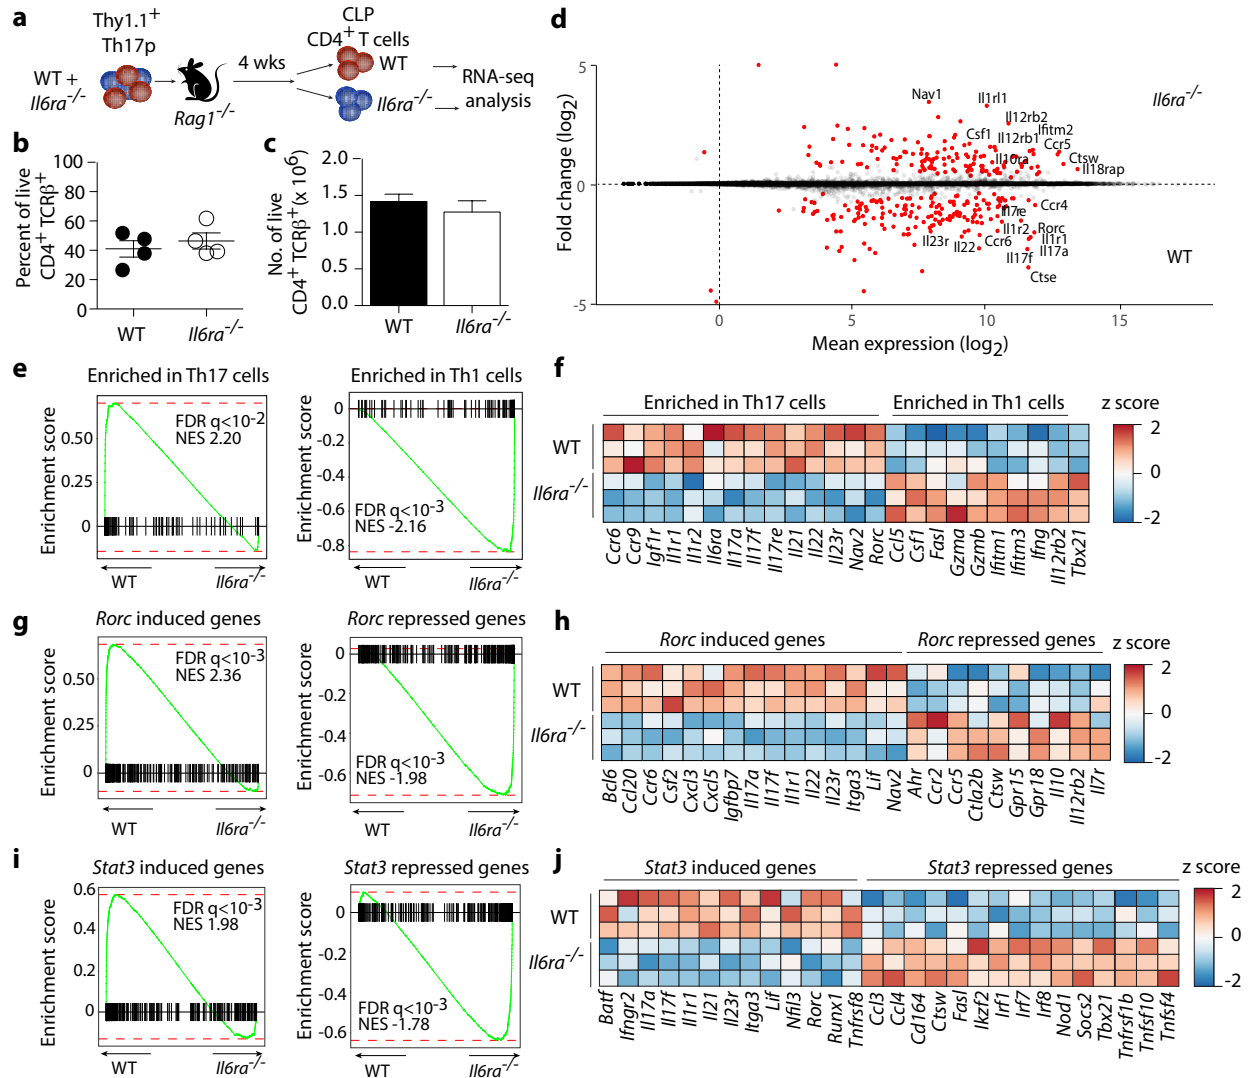 a
Thy1.1+
Th17p
WT +
Il6ra-/-
Rag1-/-
4 wks
CLP
CD4+ T cells
WT
Il6ra-/-
RNA-seq
analysis
b
Percent of live
CD4+ TCRβ+
100
80
60
40
20
0
WT
Il6ra-/-
c
No. of live
CD4+ TCRβ+(x 10^6)
2.0
1.5
1.0
0.5
0.0
WT
Il6ra-/-
d
Fold change (log2)
5
0
-5
Nav1
Il1rl1
Il12rb2
Csf1
Il12rb1
Ifitm2
Ccr5
Il10ra
Ctsw
Il18rap
Il6ra-/-
Il7re
Ccr4
Il1r2
Rorc
Il23r
Il22
Ccr6
Il1r1
Il17a
Il17f
Ctse
WT
0
5
10
15
Mean expression (log2)
e
Enriched in Th17 cells
Enrichment score
0.50
0.25
0
FDR q<10-2
NES 2.20
WT
Il6ra-/-
Enriched in Th1 cells
Enrichment score
0
-0.2
-0.4
-0.6
-0.8
FDR q<10-3
NES -2.16
WT
Il6ra-/-
f
Enriched in Th17 cells
Enriched in Th1 cells
z score
2
0
-2
WT
Il6ra-/-
Ccr6
Ccr9
Igf1r
Il1r1
Il1r2
Il6ra
Il17a
Il17f
Il17re
Il21
Il22
Il23r
Nav2
Rorc
Ccl5
Csf1
Fasl
Gzma
Gzmb
Ifitm1
Ifitm3
Ifng
Il12rb2
Tbx21
g
Rorc induced genes
Enrichment score
0.50
0.25
0
FDR q<10-3
NES 2.36
WT
Il6ra-/-
Rorc repressed genes
Enrichment score
0
-0.2
-0.4
-0.6
FDR q<10-3
NES -1.98
WT
Il6ra-/-
h
Rorc induced genes
Rorc repressed genes
z score
2
0
-2
WT
Il6ra-/-
Bcl6
Ccl20
Ccr6
Csf2
Cxcl3
Cxcl5
Igfbp7
Il17a
Il17f
Il1r1
Il22
Il23r
Itga3
Lif
Nav2
Ahr
Ccr2
Ccr5
Ctla2b
Ctsw
Gpr15
Gpr18
Il10
Il12rb2
Il7r
i
Stat3 induced genes
Enrichment score
0.6
0.4
0.2
0
FDR q<10-3
NES 1.98
WT
Il6ra-/-
Stat3 repressed genes
Enrichment score
0
-0.2
-0.4
-0.6
FDR q<10-3
NES -1.78
WT
Il6ra-/-
j
Stat3 induced genes
Stat3 repressed genes
z score
2
0
-2
WT
Il6ra-/-
Batf
Ifngr2
Il17a
Il17f
Il1r1
Il21
Il23r
Itga3
Lif
Nfil3
Rorc
Runx1
Tnfrsf8
Ccl3
Ccl4
Cd164
Ctsw
Fasl
Ikzf2
Irf1
Irf7
Irf8
Nod1
Socs2
Tbx21
Tnfrsf1b
Tnfsf10
Tnfsf4